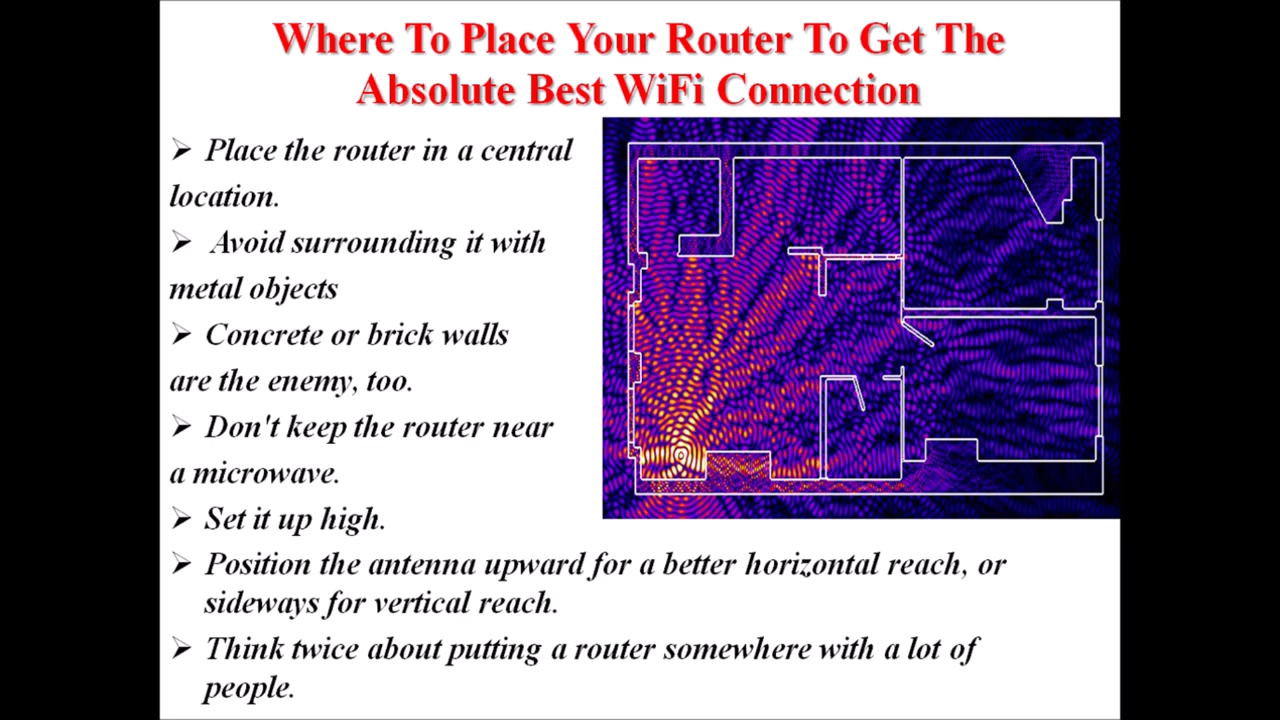 Where To Place Your Router To Get The
Absolute Best WiFi Connection
➢ Place the router in a central
location.
➢ Avoid surrounding it with
metal objects
➢ Concrete or brick walls
are the enemy, too.
➢ Don't keep the router near
a microwave.
➢ Set it up high.
➢ Position the antenna upward for a better horizontal reach, or
sideways for vertical reach.
➢ Think twice about putting a router somewhere with a lot of
people.